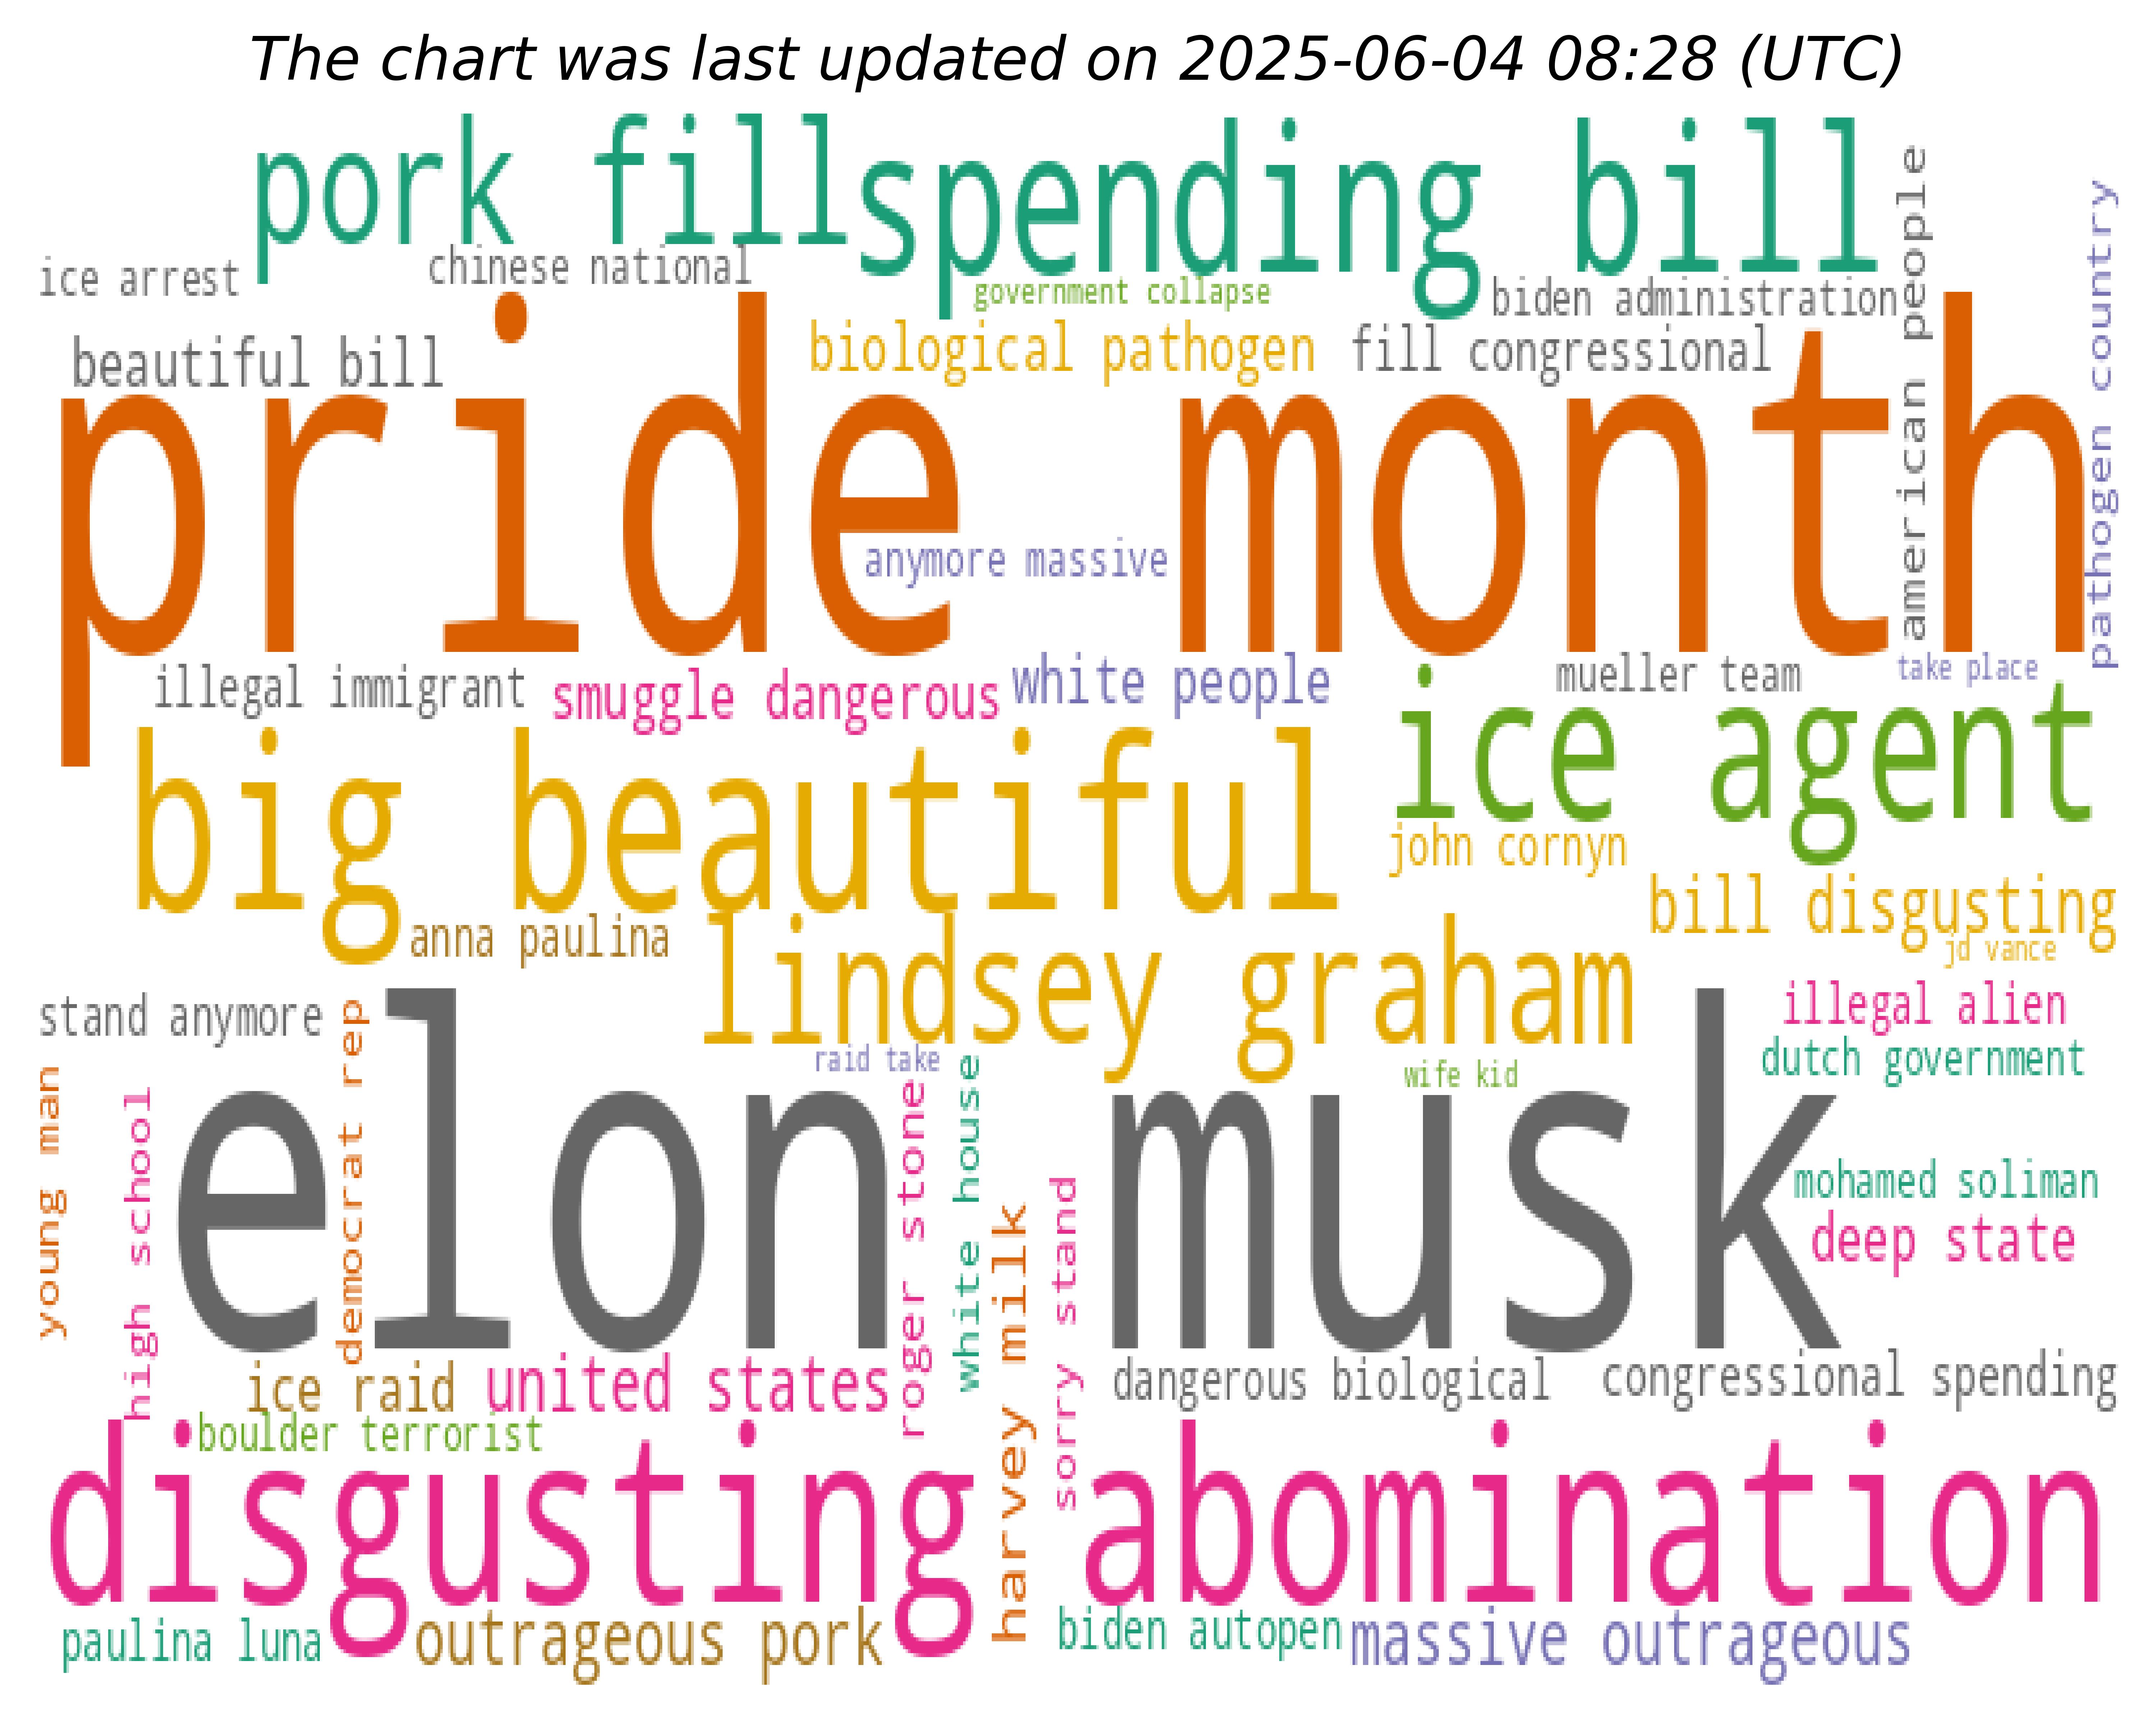 The chart was last updated on 2025-06-04 08:28 (UTC)
pork fill
spending bill
american people
pathogen country
ice arrest
chinese national
government collapse
biden administration
beautiful bill
biological pathogen
fill congressional
pride month
anymore massive
illegal immigrant
smuggle dangerous
white people
mueller team
take place
ice agent
big beautiful
john cornyn
bill disgusting
anna paulina
lindsey graham
jd vance
stand anymore
democrat rep
illegal alien
dutch government
raid take
wife kid
young man
high school
elon musk
roger stone
white house
harvey milk
sorry stand
mohamed soliman
deep state
ice raid
united states
dangerous biological
congressional spending
boulder terrorist
disgusting abomination
paulina luna
outrageous pork
biden autopen
massive outrageous